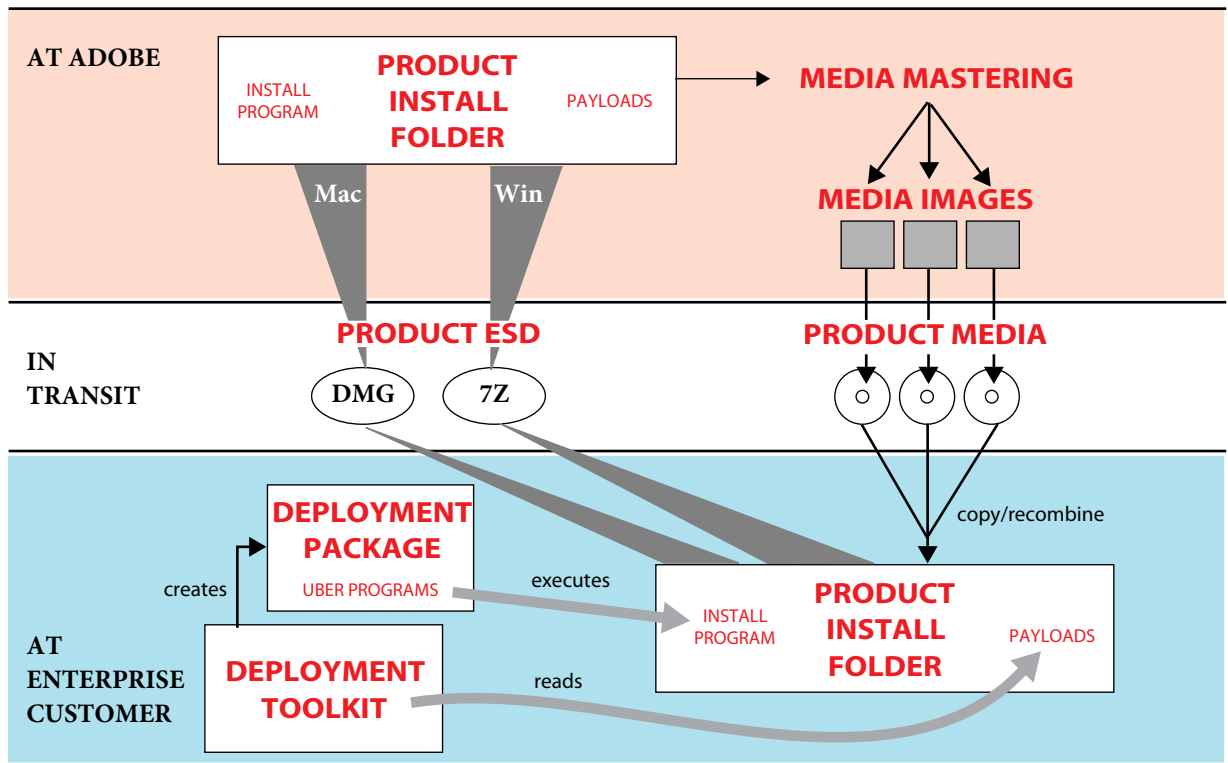 AT ADOBE
INSTALL
PROGRAM
PRODUCT
INSTALL
FOLDER
PAYLOADS
MEDIA MASTERING
Mac
Win
MEDIA IMAGES
IN
TRANSIT
PRODUCT ESD
PRODUCT MEDIA
DMG
7Z
copy/recombine
AT
ENTERPRISE
CUSTOMER
DEPLOYMENT
PACKAGE
UBER PROGRAMS
creates
executes
DEPLOYMENT
TOOLKIT
reads
INSTALL
PROGRAM
PRODUCT
INSTALL
FOLDER
PAYLOADS